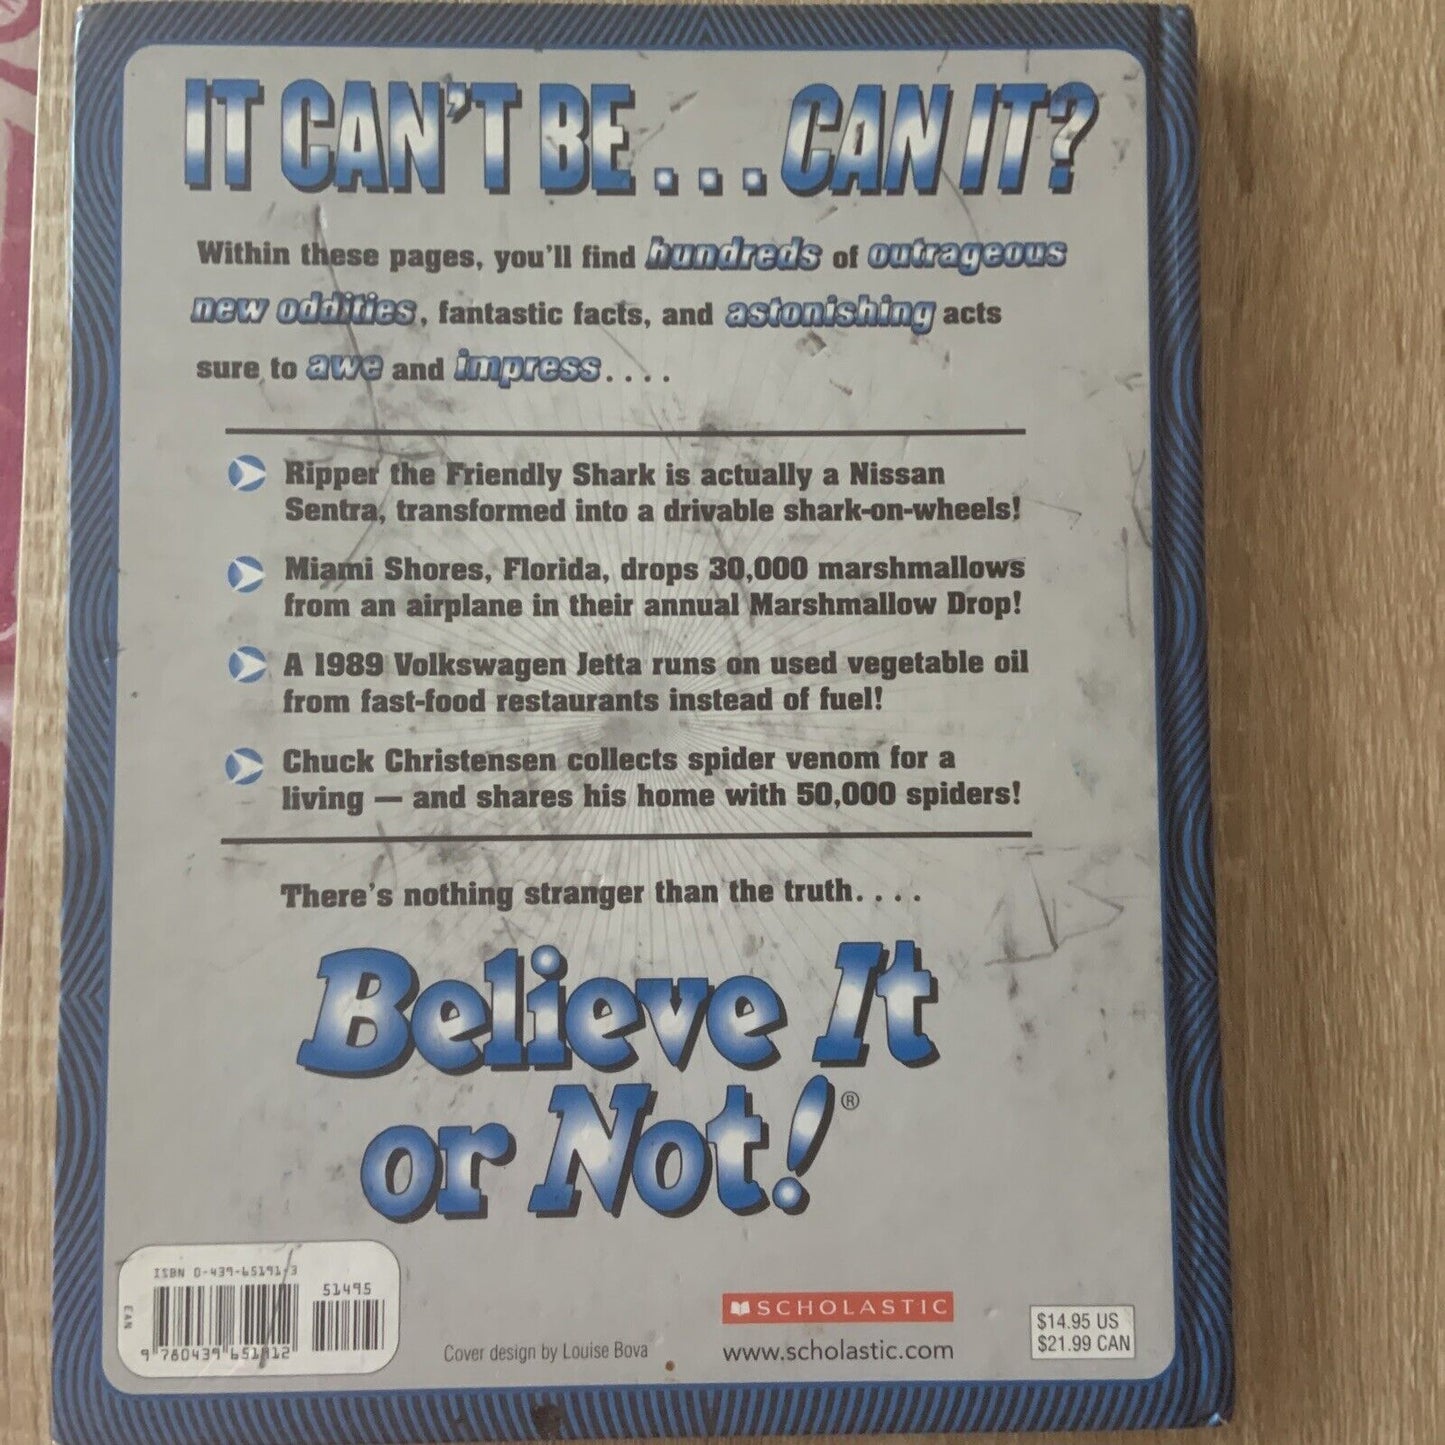 IT CAN'T BE . . . CAN IT?
Within these pages, you'll find hundreds of outrageous
new oddities, fantastic facts, and astonishing acts
sure to awe and impress. . . .
Ripper the Friendly Shark is actually a Nissan
Sentra, transformed into a drivable shark-on-wheels!
Miami Shores, Florida, drops 30,000 marshmallows
from an airplane in their annual Marshmallow Drop!
A 1989 Volkswagen Jetta runs on used vegetable oil
from fast-food restaurants instead of fuel!
Chuck Christensen collects spider venom for a
living — and shares his home with 50,000 spiders!
There's nothing stranger than the truth. . . .
Believe It
or Not!®
ISBN 0-439-65191-3
51495
EAN
9 780439 651912
Cover design by Louise Bova
SCHOLASTIC
www.scholastic.com
$14.95 US
$21.99 CAN